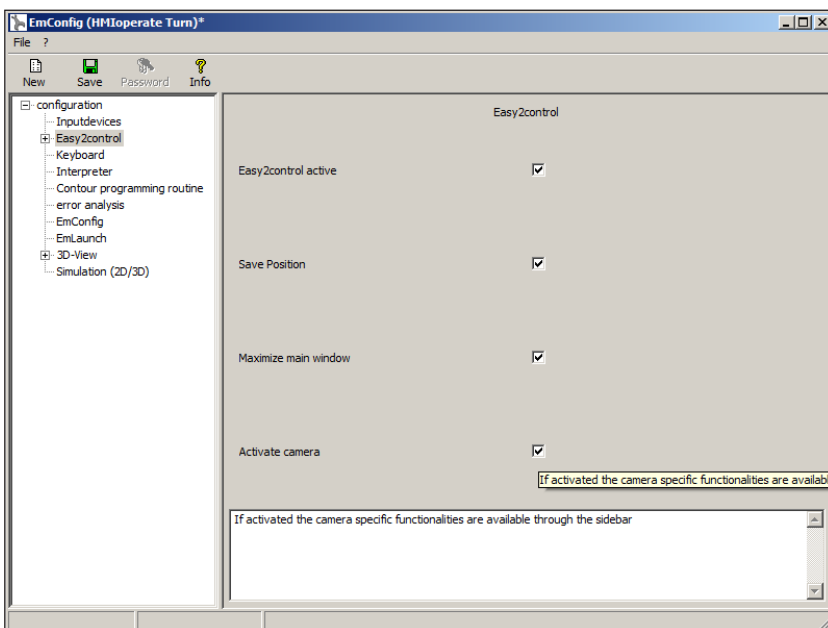 EmConfig (HMIoperate Turn)*
File ?
New Save Password Info
configuration
Inputdevices
Easy2control
Keyboard
Interpreter
Contour programming routine
error analysis
EmConfig
EmLaunch
3D-View
Simulation (2D/3D)
Easy2control
Easy2control active
Save Position
Maximize main window
Activate camera
If activated the camera specific functionalities are availabl
If activated the camera specific functionalities are available through the sidebar